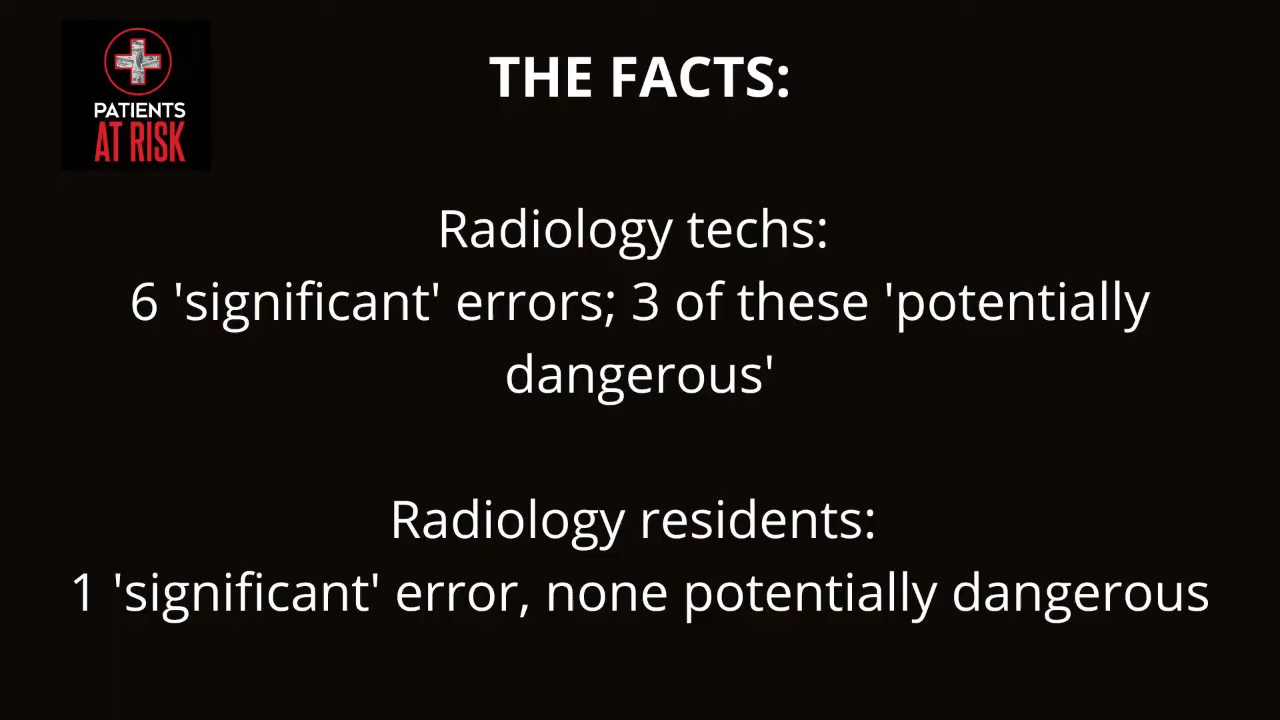 PATIENTS
AT RISK
THE FACTS:
Radiology techs:
6 'significant' errors; 3 of these 'potentially
dangerous'
Radiology residents:
1 'significant' error, none potentially dangerous